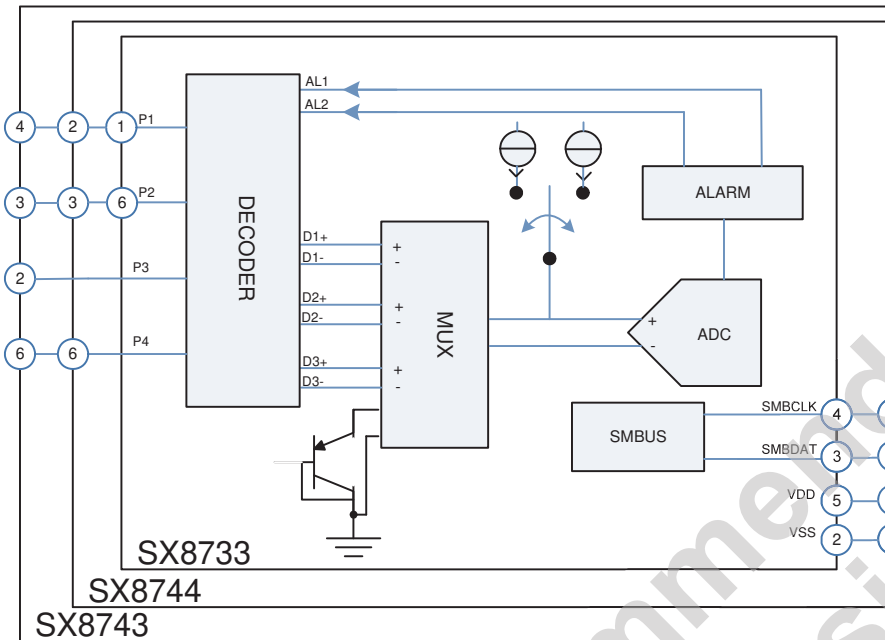 AL1
AL2
4 2 1 P1
3 3 6 P2
2 P3
6 6 P4
DECODER
D1+
D1-
D2+
D2-
D3+
D3-
+
-
+
-
+
-
MUX
ALARM
+
-
ADC
SMBUS
SMBCLK 4
SMBDAT 3
VDD 5
VSS 2
SX8733
SX8744
SX8743